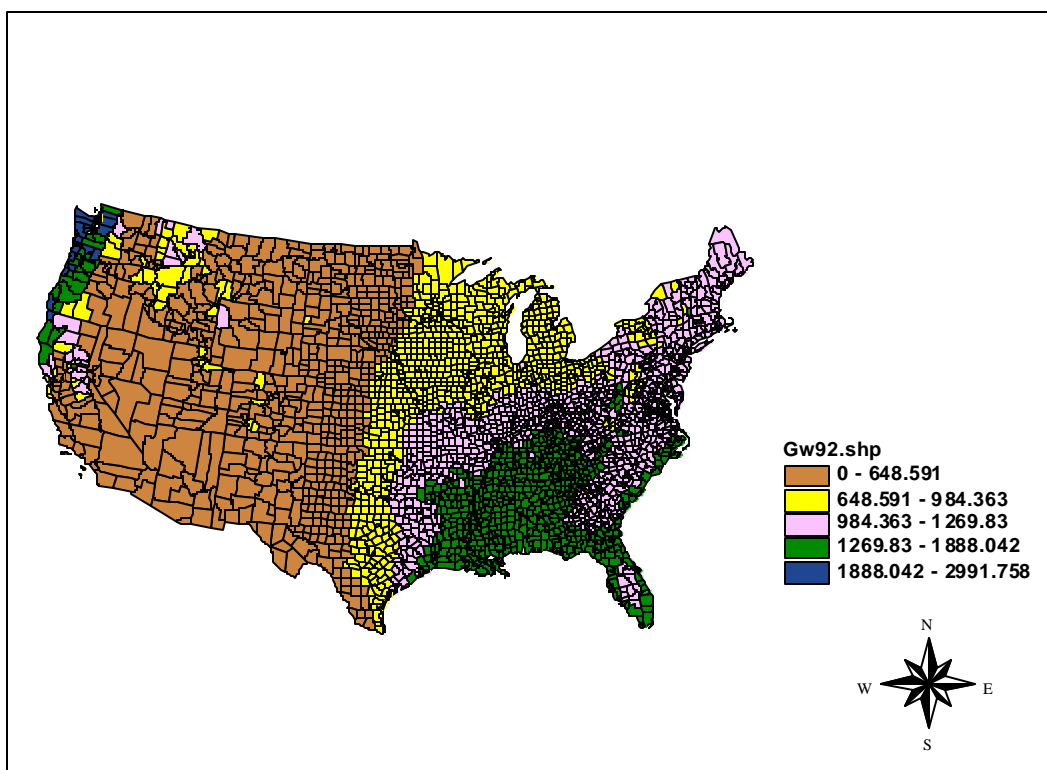 Gw92.shp
0 - 648.591
648.591 - 984.363
984.363 - 1269.83
1269.83 - 1888.042
1888.042 - 2991.758
N
W E
S